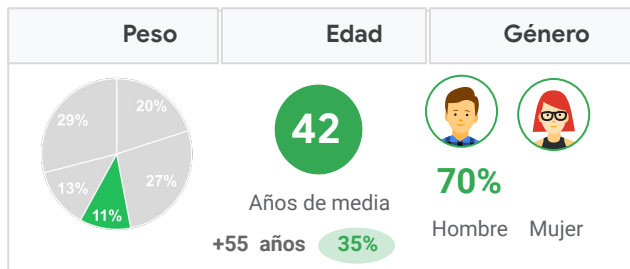 Peso
Edad
Género
20%
27%
11%
13%
29%
42
Años de media
+55 años 35%
70%
Hombre Mujer